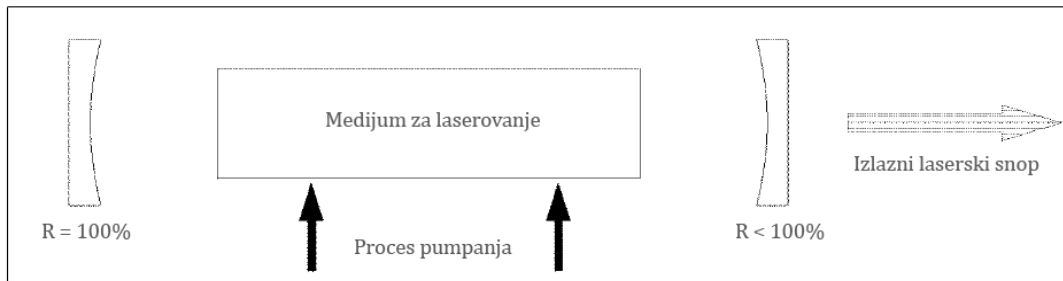 Medijum za laserovanje
Izlazni laserski snop
R = 100%
Proces pumpanja
R < 100%